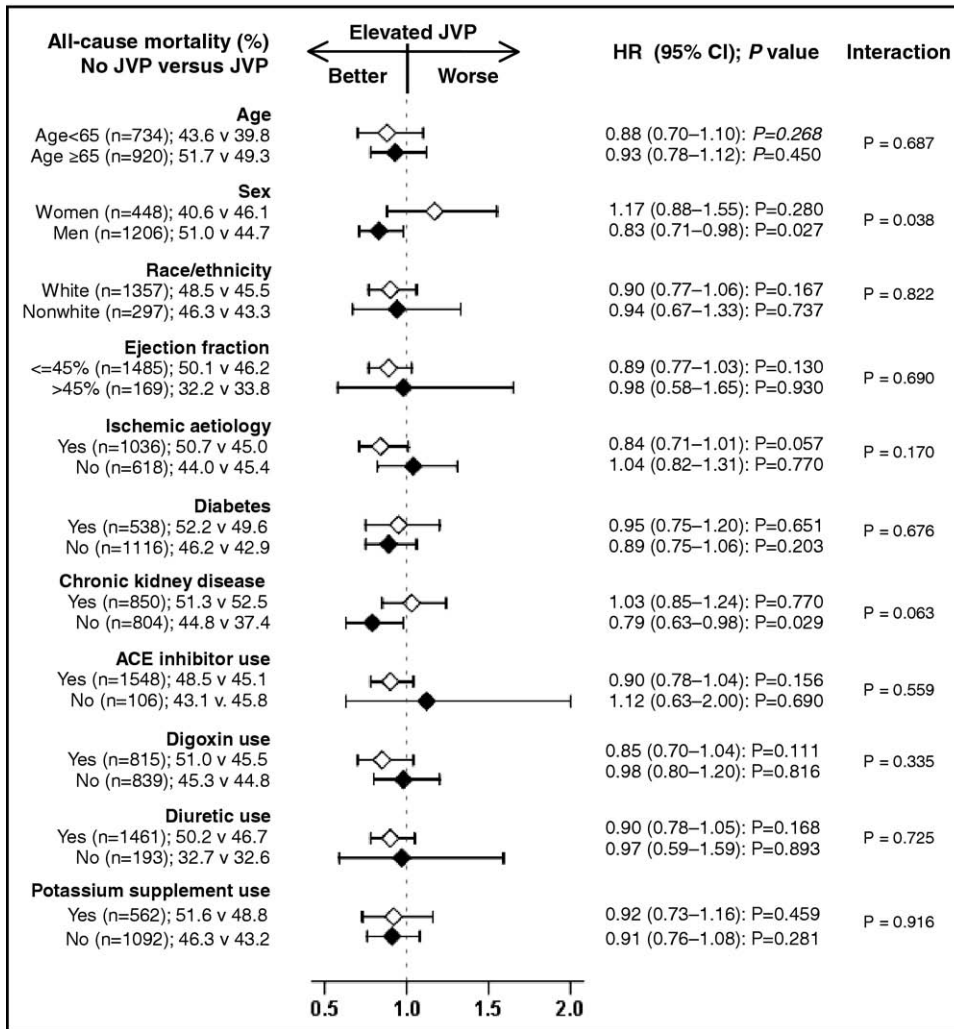 All-cause mortality (%) Elevated JVP HR (95% CI); P value Interaction
No JVP versus JVP Better Worse
Age
Age<65 (n=734); 43.6 v 39.8 0.88 (0.70–1.10): P=0.268
Age ≥65 (n=920); 51.7 v 49.3 0.93 (0.78–1.12): P=0.450
P = 0.687
Sex
Women (n=448); 40.6 v 46.1 1.17 (0.88–1.55): P=0.280
Men (n=1206); 51.0 v 44.7 0.83 (0.71–0.98): P=0.027
P = 0.038
Race/ethnicity
White (n=1357); 48.5 v 45.5 0.90 (0.77–1.06): P=0.167
Nonwhite (n=297); 46.3 v 43.3 0.94 (0.67–1.33): P=0.737
P = 0.822
Ejection fraction
<=45% (n=1485); 50.1 v 46.2 0.89 (0.77–1.03): P=0.130
>45% (n=169); 32.2 v 33.8 0.98 (0.58–1.65): P=0.930
P = 0.690
Ischemic aetiology
Yes (n=1036); 50.7 v 45.0 0.84 (0.71–1.01): P=0.057
No (n=618); 44.0 v 45.4 1.04 (0.82–1.31): P=0.770
P = 0.170
Diabetes
Yes (n=538); 52.2 v 49.6 0.95 (0.75–1.20): P=0.651
No (n=1116); 46.2 v 42.9 0.89 (0.75–1.06): P=0.203
P = 0.676
Chronic kidney disease
Yes (n=850); 51.3 v 52.5 1.03 (0.85–1.24): P=0.770
No (n=804); 44.8 v 37.4 0.79 (0.63–0.98): P=0.029
P = 0.063
ACE inhibitor use
Yes (n=1548); 48.5 v 45.1 0.90 (0.78–1.04): P=0.156
No (n=106); 43.1 v. 45.8 1.12 (0.63–2.00): P=0.690
P = 0.559
Digoxin use
Yes (n=815); 51.0 v 45.5 0.85 (0.70–1.04): P=0.111
No (n=839); 45.3 v 44.8 0.98 (0.80–1.20): P=0.816
P = 0.335
Diuretic use
Yes (n=1461); 50.2 v 46.7 0.90 (0.78–1.05): P=0.168
No (n=193); 32.7 v 32.6 0.97 (0.59–1.59): P=0.893
P = 0.725
Potassium supplement use
Yes (n=562); 51.6 v 48.8 0.92 (0.73–1.16): P=0.459
No (n=1092); 46.3 v 43.2 0.91 (0.76–1.08): P=0.281
P = 0.916
0.5 1.0 1.5 2.0